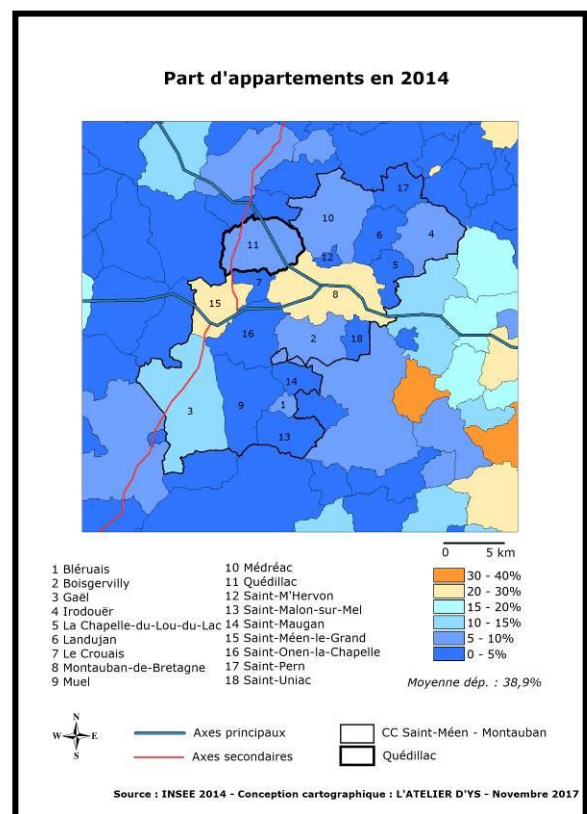 Part d'appartements en 2014
17
10
6
4
11
12
5
7
8
15
16
2
18
14
3
9
1
13
0 5 km
1 Bléruais
2 Boisgervilly
3 Gaël
4 Irodouër
5 La Chapelle-du-Lou-du-Lac
6 Landujan
7 Le Crouais
8 Montauban-de-Bretagne
9 Muel
10 Médréac
11 Quédillac
12 Saint-M'Hervon
13 Saint-Malon-sur-Mel
14 Saint-Maugan
15 Saint-Méen-le-Grand
16 Saint-Onen-la-Chapelle
17 Saint-Pern
18 Saint-Uniac
30 - 40%
20 - 30%
15 - 20%
10 - 15%
5 - 10%
0 - 5%
Moyenne dép. : 38,9%
N
W E
S
Axes principaux
Axes secondaires
CC Saint-Méen - Montauban
Quédillac
Source : INSEE 2014 - Conception cartographique : L'ATELIER D'YS - Novembre 2017